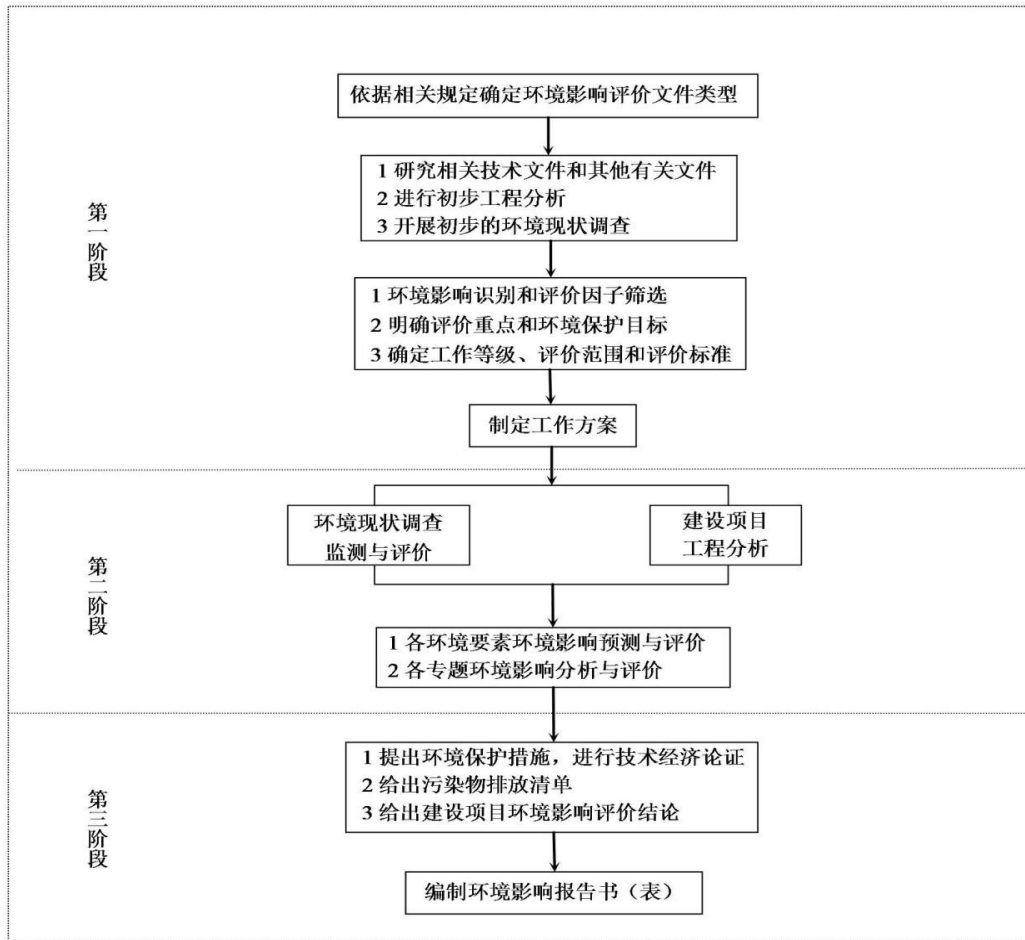 第一阶段
依据相关规定确定环境影响评价文件类型
1 研究相关技术文件和其他有关文件
2 进行初步工程分析
3 开展初步的环境现状调查
1 环境影响识别和评价因子筛选
2 明确评价重点和环境保护目标
3 确定工作等级、评价范围和评价标准
制定工作方案
第二阶段
环境现状调查
监测与评价
建设项目
工程分析
1 各环境要素环境影响预测与评价
2 各专题环境影响分析与评价
第三阶段
1 提出环境保护措施，进行技术经济论证
2 给出污染物排放清单
3 给出建设项目环境影响评价结论
编制环境影响报告书（表）